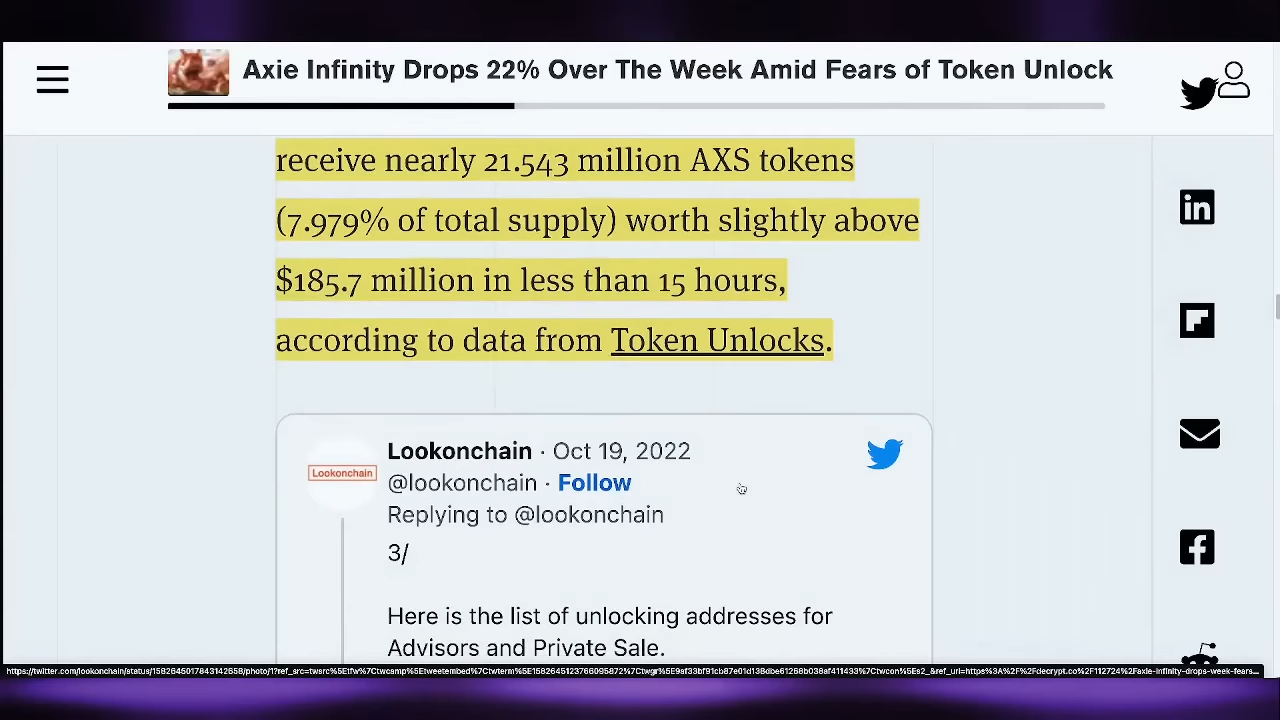 Axie Infinity Drops 22% Over The Week Amid Fears of Token Unlock
receive nearly 21.543 million AXS tokens
(7.979% of total supply) worth slightly above
$185.7 million in less than 15 hours,
according to data from Token Unlocks.
Lookonchain
Lookonchain · Oct 19, 2022
@lookonchain · Follow
Replying to @lookonchain
3/
Here is the list of unlocking addresses for
Advisors and Private Sale.